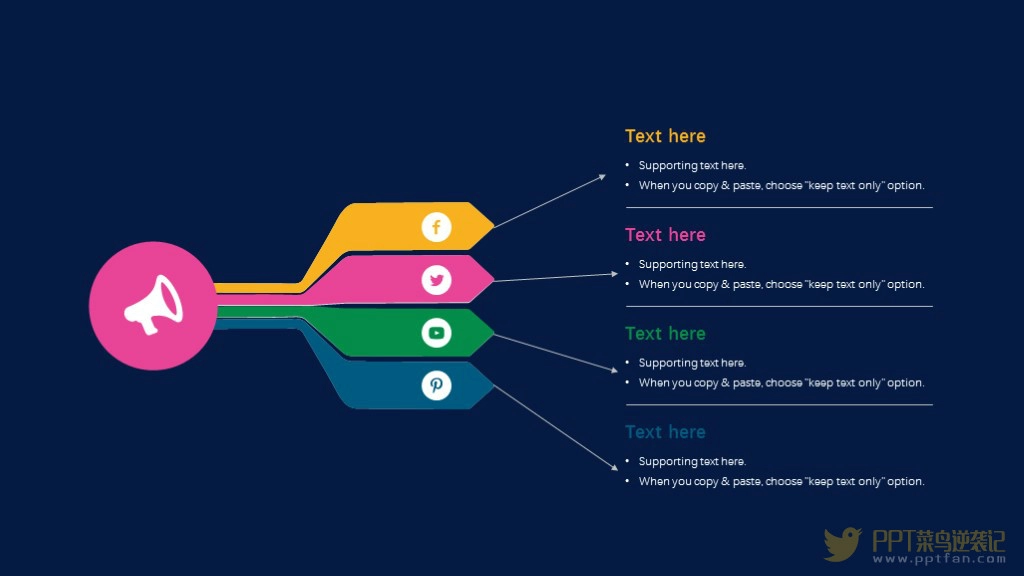 Text here
• Supporting text here.
• When you copy & paste, choose "keep text only" option.
Text here
• Supporting text here.
• When you copy & paste, choose "keep text only" option.
Text here
• Supporting text here.
• When you copy & paste, choose "keep text only" option.
Text here
• Supporting text here.
• When you copy & paste, choose "keep text only" option.
PPT菜鸟逆袭记
www.pptfan.com